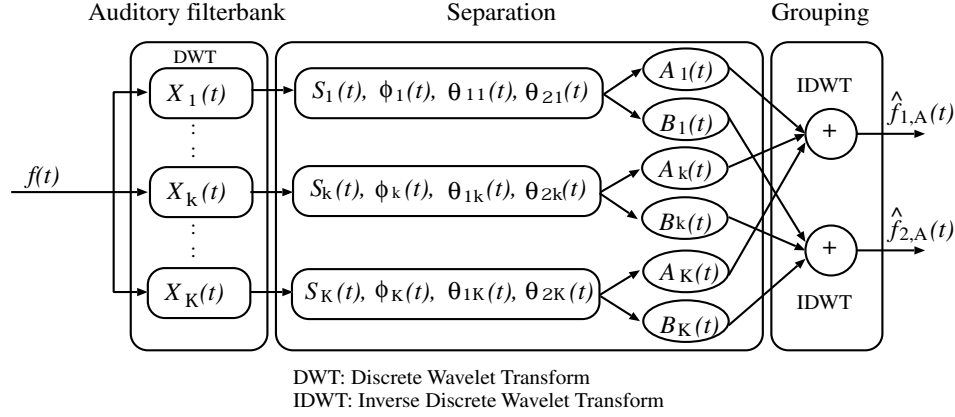 Auditory filterbank Separation Grouping
DWT
X1(t) S1(t), ϕ1(t), θ11(t), θ21(t) A1(t) IDWT f̂1,A(t)
B1(t) +
f(t) Xk(t) Sk(t), ϕk(t), θ1k(t), θ2k(t) Ak(t)
Bk(t) + f̂2,A(t)
XK(t) SK(t), ϕK(t), θ1K(t), θ2K(t) AK(t) IDWT
BK(t)
DWT: Discrete Wavelet Transform
IDWT: Inverse Discrete Wavelet Transform